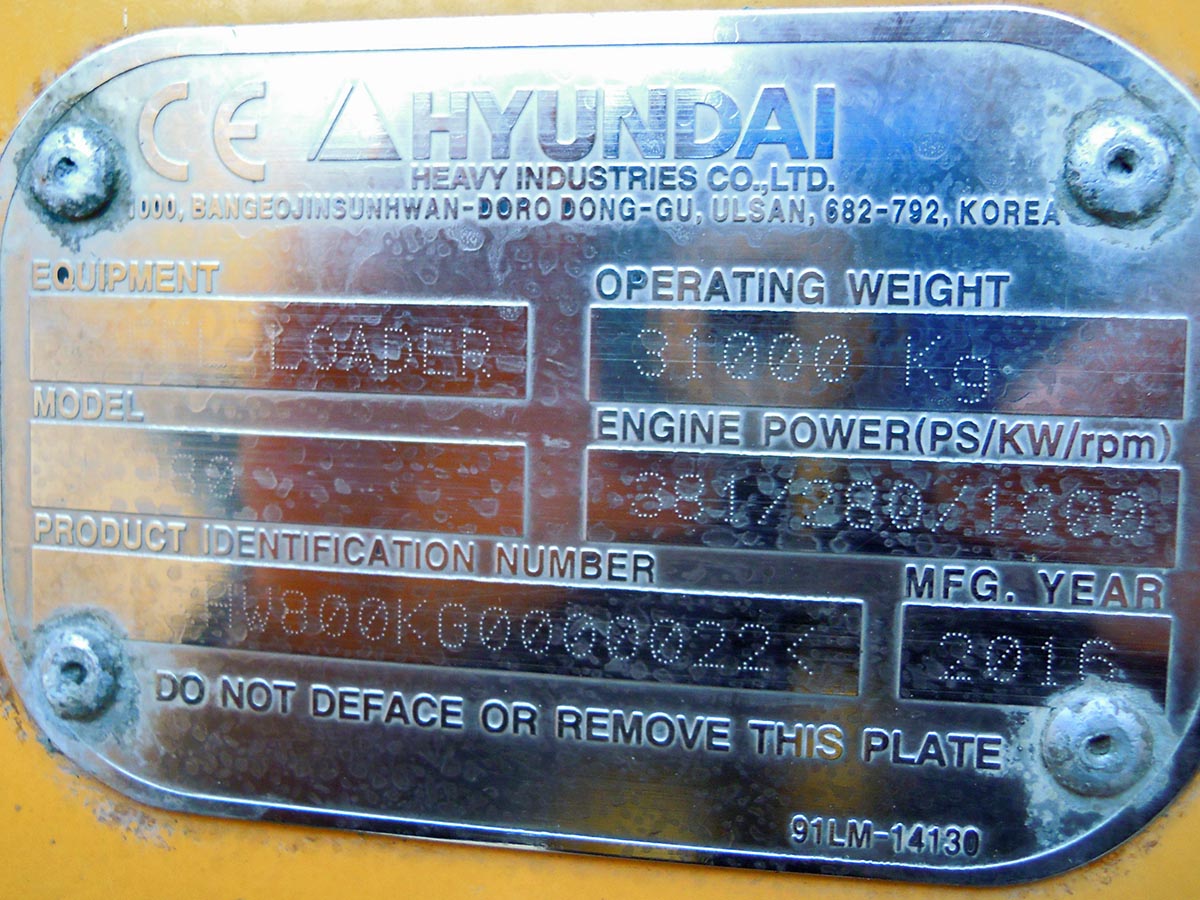 CE HYUNDAI
HEAVY INDUSTRIES CO.,LTD.
1000, BANGEOJINSUNHWAN-DORO DONG-GU, ULSAN, 682-792, KOREA
EQUIPMENT
LOADER
OPERATING WEIGHT
31000 Kg
MODEL
ENGINE POWER(PS/KW/rpm)
PRODUCT IDENTIFICATION NUMBER
MFG. YEAR
2016
DO NOT DEFACE OR REMOVE THIS PLATE
91LM-14130